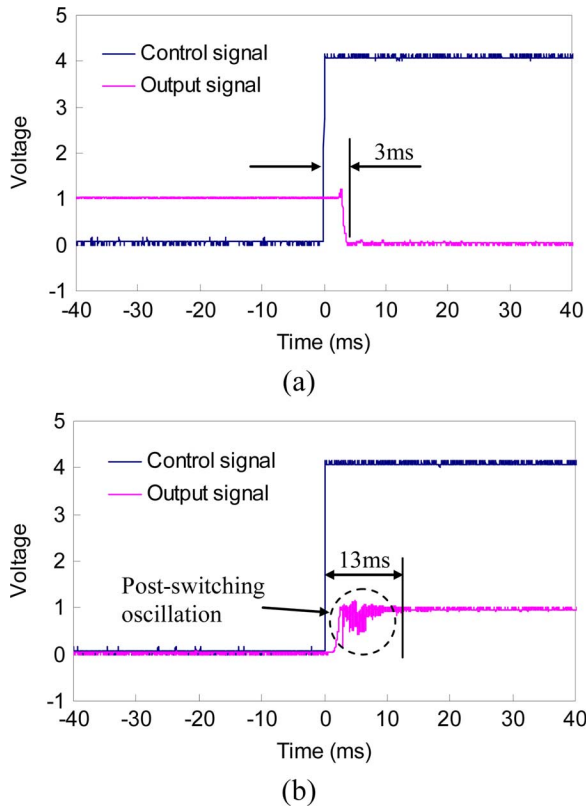 5
4
3
2
1
0
-1
Voltage
Control signal
Output signal
3ms
-40 -30 -20 -10 0 10 20 30 40
Time (ms)
(a)
5
4
3
2
1
0
-1
Voltage
Control signal
Output signal
13ms
Post-switching
oscillation
-40 -30 -20 -10 0 10 20 30 40
Time (ms)
(b)